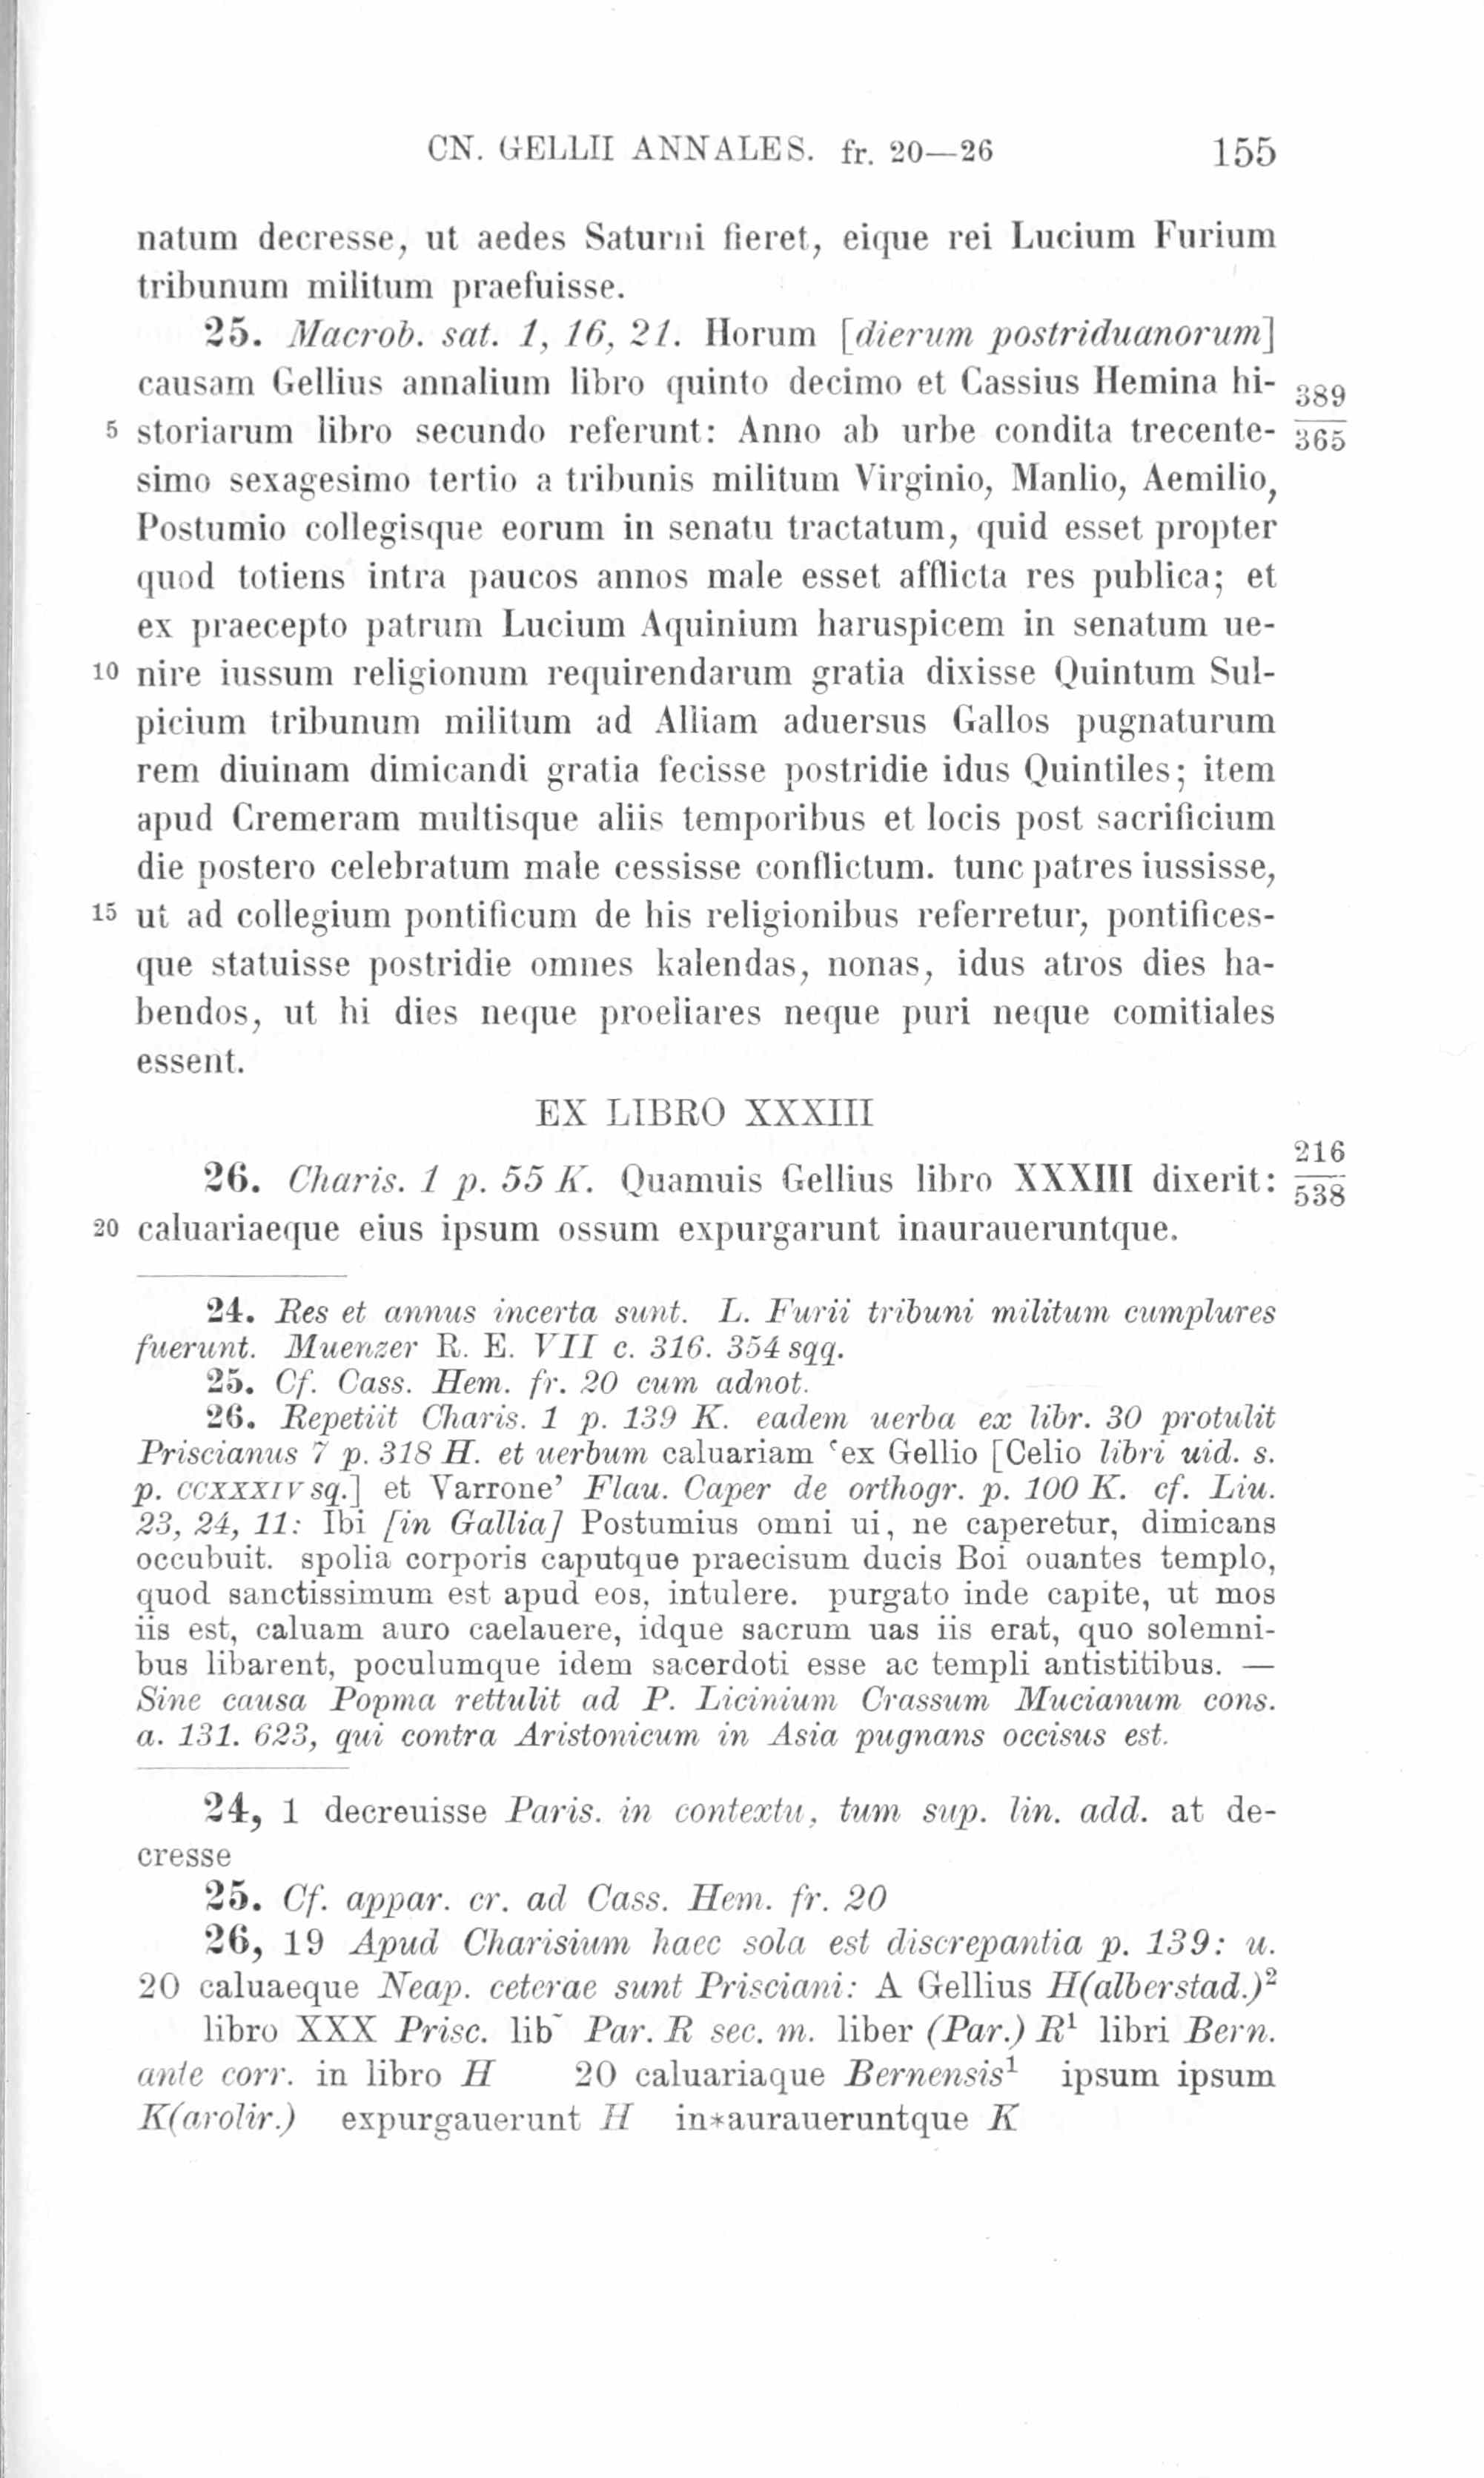 CN. GELLII ANNALES. fr. 20—26 155
natum decresse, ut aedes Saturni fieret, eique rei Lucium Furium
tribunum militum praefuisse.
25. Macrob. sat. 1, 16, 21. Horum [dierum postriduanorum]
causam Gellius annalium libro quinto decimo et Cassius Hemina hi- 389
5 storiarum libro secundo referunt: Anno ab urbe condita trecente- 365
simo sexagesimo tertio a tribunis militum Virginio, Manlio, Aemilio,
Postumio collegisque eorum in senatu tractatum, quid esset propter
quod totiens intra paucos annos male esset afflicta res publica; et
ex praecepto patrum Lucium Aquinium haruspicem in senatum ue-
10 nire iussum religionum requirendarum gratia dixisse Quintum Sul-
picium tribunum militum ad Alliam aduersus Gallos pugnaturum
rem diuinam dimicandi gratia fecisse postridie idus Quintiles; item
apud Cremeram multisque aliis temporibus et locis post sacrificium
die postero celebratum male cessisse conflictum. tunc patres iussisse,
15 ut ad collegium pontificum de his religionibus referretur, pontifices-
que statuisse postridie omnes kalendas, nonas, idus atros dies ha-
bendos, ut hi dies neque proeliares neque puri neque comitiales
essent.
EX LIBRO XXXIII
216
26. Charis. 1 p. 55 K. Quamuis Gellius libro XXXIII dixerit: 538
20 caluariaeque eius ipsum ossum expurgarunt inauraueruntque.
24. Res et annus incerta sunt. L. Furii tribuni militum cumplures
fuerunt. Muenzer R. E. VII c. 316. 354 sqq.
25. Cf. Cass. Hem. fr. 20 cum adnot.
26. Repetiit Charis. 1 p. 139 K. eadem uerba ex libr. 30 protulit
Priscianus 7 p. 318 H. et uerbum caluariam ‘ex Gellio [Celio libri uid. s.
p. CCXXXIV sq.] et Varrone’ Flau. Caper de orthogr. p. 100 K. cf. Liu.
23, 24, 11: Ibi [in Gallia] Postumius omni ui, ne caperetur, dimicans
occubuit. spolia corporis caputque praecisum ducis Boi ouantes templo,
quod sanctissimum est apud eos, intulere. purgato inde capite, ut mos
iis est, caluam auro caelauere, idque sacrum uas iis erat, quo solemni-
bus libarent, poculumque idem sacerdoti esse ac templi antistitibus. —
Sine causa Popma rettulit ad P. Licinium Crassum Mucianum cons.
a. 131. 623, qui contra Aristonicum in Asia pugnans occisus est.
24, 1 decreuisse Paris. in contextu, tum sup. lin. add. at de-
cresse
25. Cf. appar. cr. ad Cass. Hem. fr. 20
26, 19 Apud Charisium haec sola est discrepantia p. 139: u.
20 caluaeque Neap. ceterae sunt Prisciani: A Gellius H(alberstad.)²
libro XXX Prisc. lib̄ Par. R sec. m. liber (Par.) R¹ libri Bern.
ante corr. in libro H 20 caluariaque Bernensis¹ ipsum ipsum
K(arolir.) expurgauerunt H in*aurauueruntque K